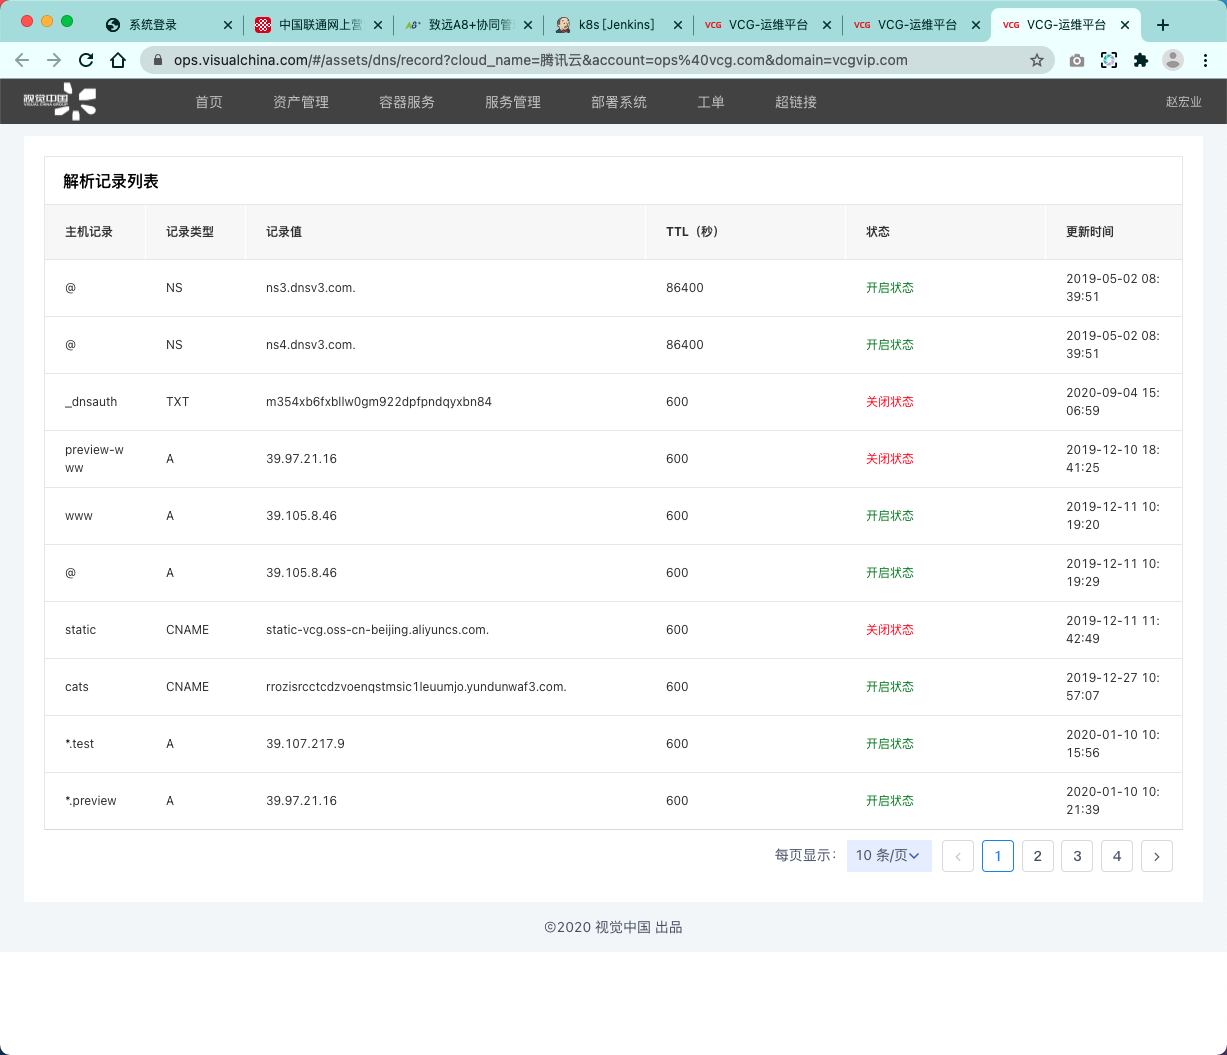 系统登录
中国联通网上营
致远A8+协同管
k8s [Jenkins]
VCG VCG-运维平台
VCG VCG-运维平台
VCG VCG-运维平台
ops.visualchina.com/#/assets/dns/record?cloud_name=腾讯云&account=ops%40vcg.com&domain=vcgvip.com
视觉中国
VISUAL CHINA GROUP
首页 资产管理 容器服务 服务管理 部署系统 工单 超链接 赵宏业
解析记录列表
主机记录 记录类型 记录值 TTL（秒） 状态 更新时间
@ NS ns3.dnsv3.com. 86400 开启状态 2019-05-02 08:
39:51
@ NS ns4.dnsv3.com. 86400 开启状态 2019-05-02 08:
39:51
_dnsauth TXT m354xb6fxbllw0gm922dpfpndqyxbn84 600 关闭状态 2020-09-04 15:
06:59
preview-w
ww A 39.97.21.16 600 关闭状态 2019-12-10 18:
41:25
www A 39.105.8.46 600 开启状态 2019-12-11 10:
19:20
@ A 39.105.8.46 600 开启状态 2019-12-11 10:
19:29
static CNAME static-vcg.oss-cn-beijing.aliyuncs.com. 600 关闭状态 2019-12-11 11:
42:49
cats CNAME rrozisrcctcdzvoenqstmsic1leuumjo.yundunwaf3.com. 600 开启状态 2019-12-27 10:
57:07
*.test A 39.107.217.9 600 开启状态 2020-01-10 10:
15:56
*.preview A 39.97.21.16 600 开启状态 2020-01-10 10:
21:39
每页显示： 10 条/页 1 2 3 4
©2020 视觉中国 出品